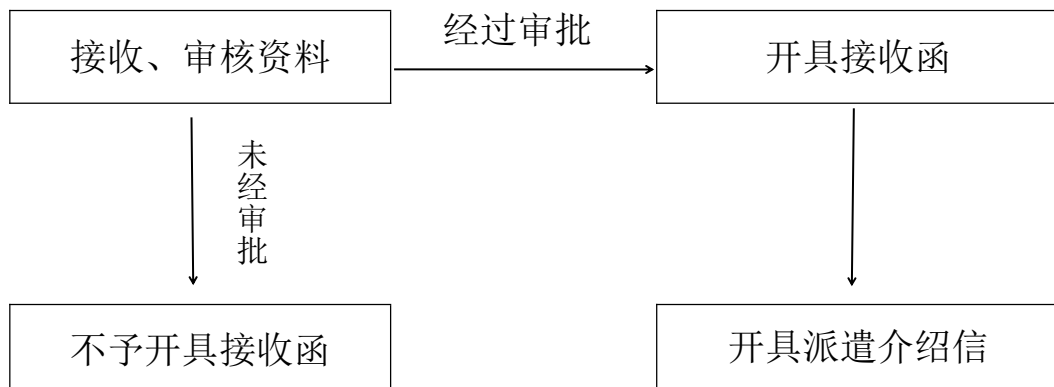 接收、审核资料
经过审批
开具接收函
未经审批
不予开具接收函
开具派遣介绍信